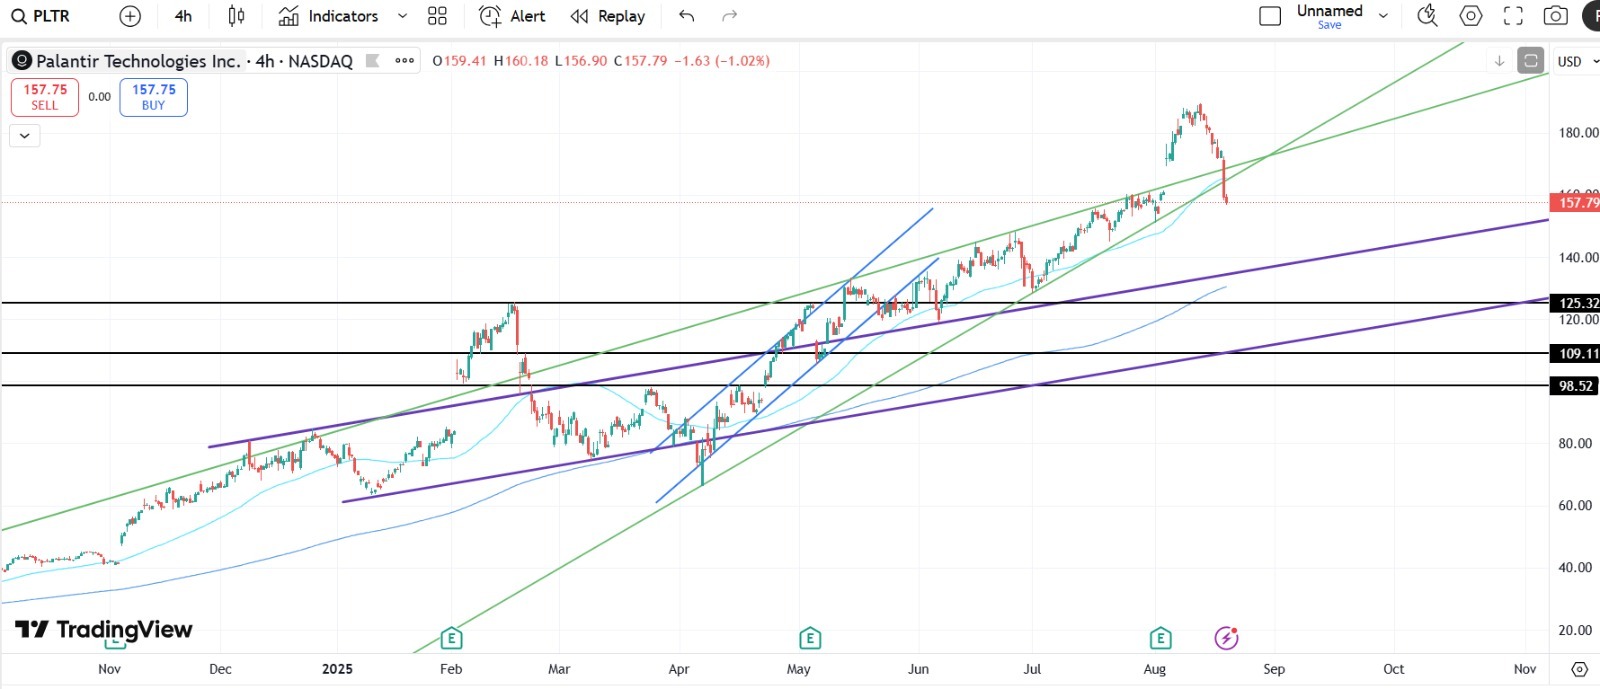 PLTR 4h Indicators Alert Replay Unnamed
Save
Palantir Technologies Inc. · 4h · NASDAQ O159.41 H160.18 L156.90 C157.79 −1.63 (−1.02%) USD
157.75 0.00 157.75
SELL BUY
180.00
160.00
157.79
140.00
125.32
120.00
109.11
98.52
80.00
60.00
40.00
20.00
TradingView
E E E E
Nov Dec 2025 Feb Mar Apr May Jun Jul Aug Sep Oct Nov